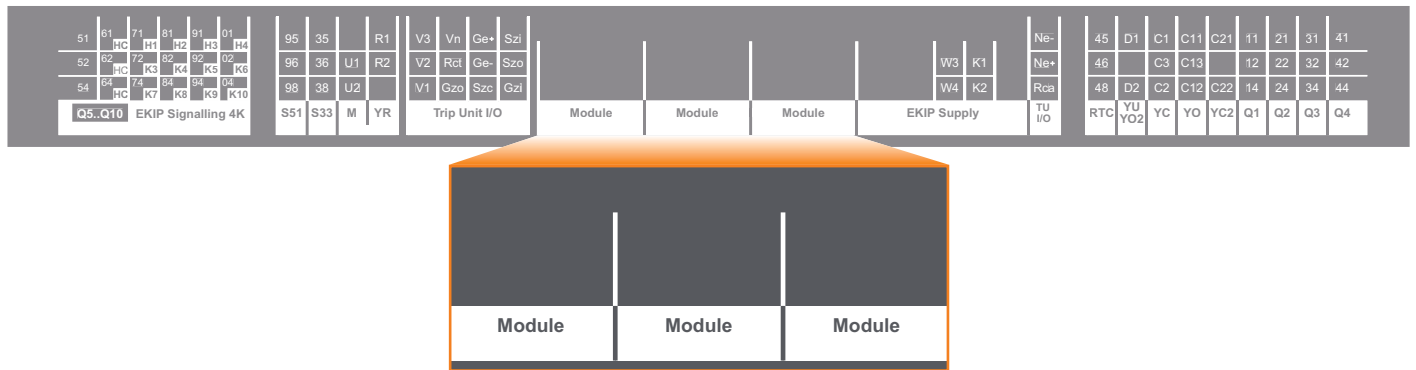 51 61 HC 71 H1 81 H2 91 H3 01 H4 95 35 R1 V3 Vn Ge+ Szi Ne- 45 D1 C1 C11 C21 11 21 31 41
52 62 HC 72 K3 82 K4 92 K5 02 K6 96 36 U1 R2 V2 Rct Ge- Szo W3 K1 Ne+ 46 C3 C13 12 22 32 42
54 64 HC 74 K7 84 K8 94 K9 04 K10 98 38 U2 V1 Gzo Szc Gzi W4 K2 Rca 48 D2 C2 C12 C22 14 24 34 44
Q5..Q10 EKIP Signalling 4K S51 S33 M YR Trip Unit I/O Module Module Module EKIP Supply TU I/O RTC YU YO2 YC YO YC2 Q1 Q2 Q3 Q4
Module Module Module